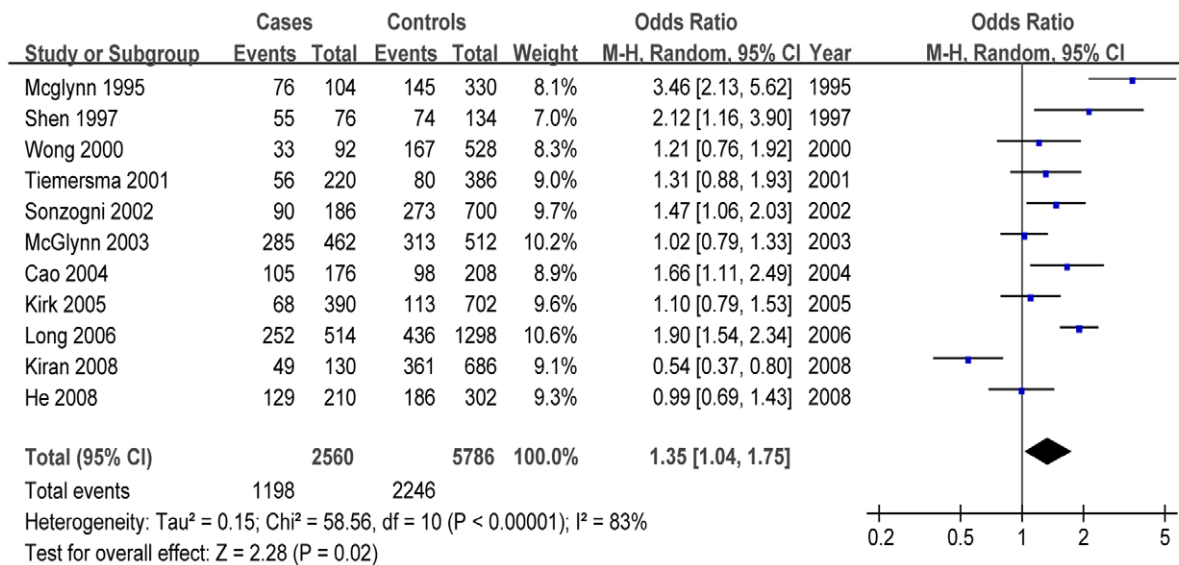 Cases Controls Odds Ratio Odds Ratio
Study or Subgroup Events Total Events Total Weight M-H, Random, 95% CI Year M-H, Random, 95% CI
Mcglynn 1995 76 104 145 330 8.1% 3.46 [2.13, 5.62] 1995
Shen 1997 55 76 74 134 7.0% 2.12 [1.16, 3.90] 1997
Wong 2000 33 92 167 528 8.3% 1.21 [0.76, 1.92] 2000
Tiemersma 2001 56 220 80 386 9.0% 1.31 [0.88, 1.93] 2001
Sonzogni 2002 90 186 273 700 9.7% 1.47 [1.06, 2.03] 2002
McGlynn 2003 285 462 313 512 10.2% 1.02 [0.79, 1.33] 2003
Cao 2004 105 176 98 208 8.9% 1.66 [1.11, 2.49] 2004
Kirk 2005 68 390 113 702 9.6% 1.10 [0.79, 1.53] 2005
Long 2006 252 514 436 1298 10.6% 1.90 [1.54, 2.34] 2006
Kiran 2008 49 130 361 686 9.1% 0.54 [0.37, 0.80] 2008
He 2008 129 210 186 302 9.3% 0.99 [0.69, 1.43] 2008
Total (95% CI) 2560 5786 100.0% 1.35 [1.04, 1.75]
Total events 1198 2246
Heterogeneity: Tau² = 0.15; Chi² = 58.56, df = 10 (P < 0.00001); I² = 83%
Test for overall effect: Z = 2.28 (P = 0.02)
0.2 0.5 1 2 5